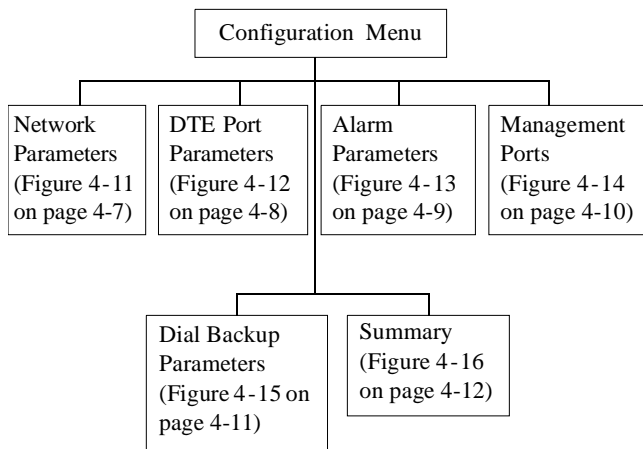 Configuration Menu
Network
Parameters
(Figure 4-11
on page 4-7)
DTE Port
Parameters
(Figure 4-12
on page 4-8)
Alarm
Parameters
(Figure 4-13
on page 4-9)
Management
Ports
(Figure 4-14
on page 4-10)
Dial Backup
Parameters
(Figure 4-15 on
page 4-11)
Summary
(Figure 4-16
on page 4-12)